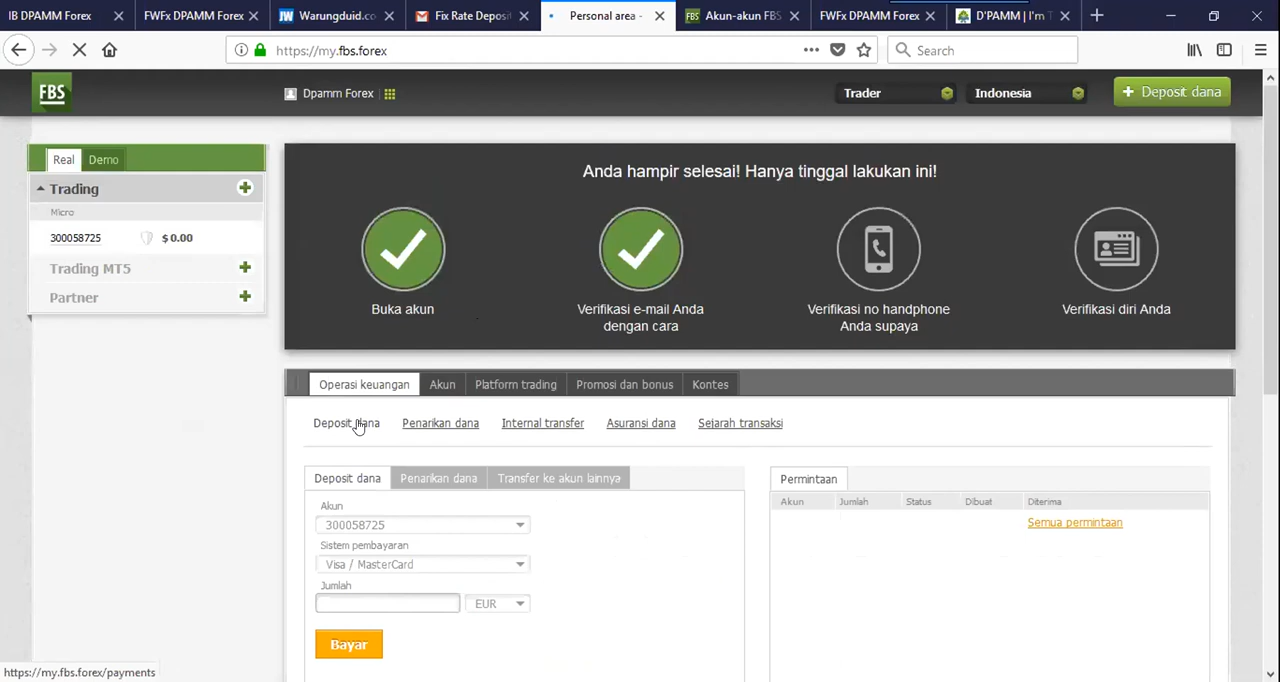 IB DPAMM Forex
FWFx DPAMM Forex
Warungduid.co
Fix Rate Deposi
Personal area -
FBS Akun-akun FBS
FWFx DPAMM Forex
D'PAMM | I'm T
https://my.fbs.forex
Search
FBS
Dpamm Forex
Trader
Indonesia
+ Deposit dana
Real
Demo
Trading
Micro
300058725
$ 0.00
Trading MT5
Partner
Anda hampir selesai! Hanya tinggal lakukan ini!
Buka akun
Verifikasi e-mail Anda
dengan cara
Verifikasi no handphone
Anda supaya
Verifikasi diri Anda
Operasi keuangan
Akun
Platform trading
Promosi dan bonus
Kontes
Deposit dana
Penarikan dana
Internal transfer
Asuransi dana
Sejarah transaksi
Deposit dana
Penarikan dana
Transfer ke akun lainnya
Akun
300058725
Sistem pembayaran
Visa / MasterCard
Jumlah
EUR
Bayar
Permintaan
Akun
Jumlah
Status
Dibuat
Diterima
Semua permintaan
https://my.fbs.forex/payments